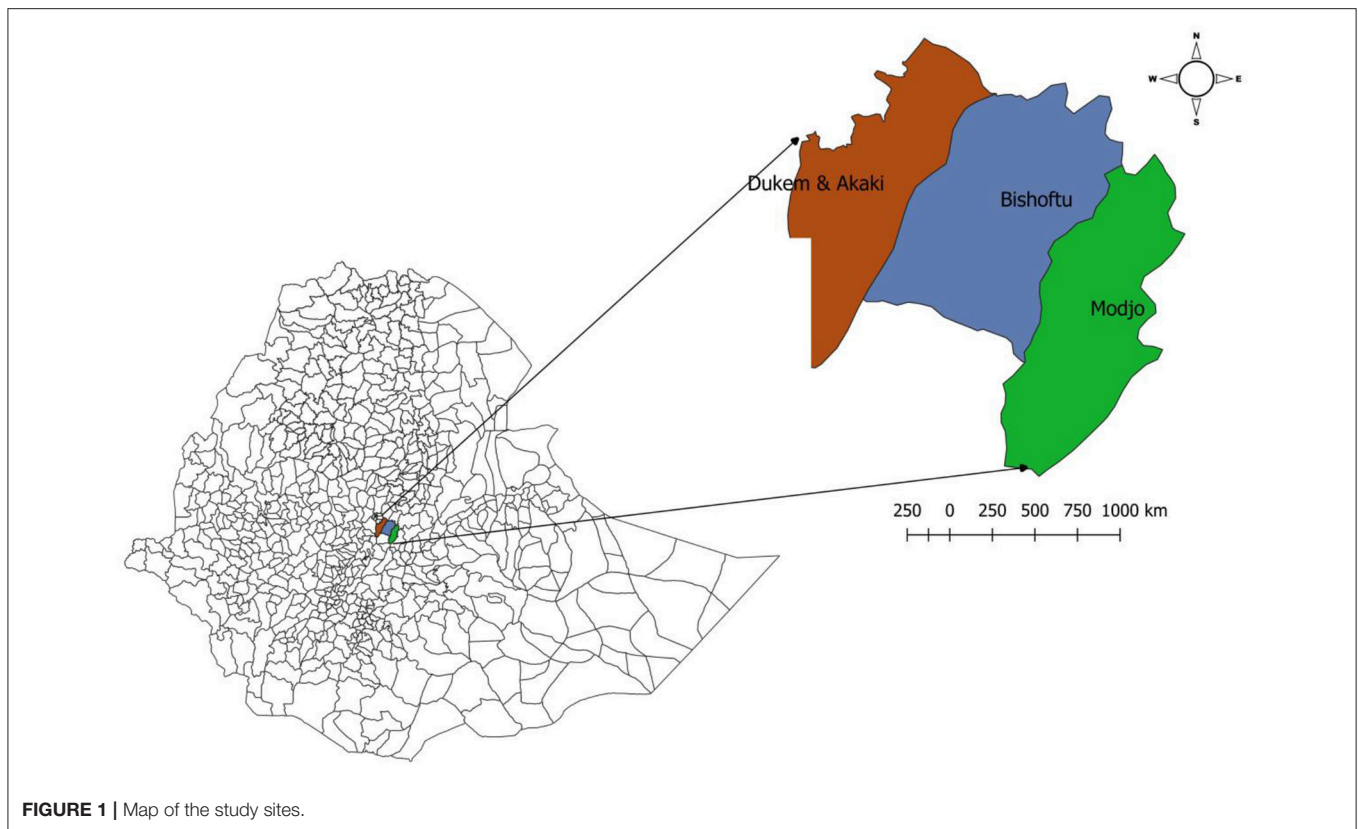 N
W E
S
Dukem & Akaki
Bishoftu
Modjo
250 0 250 500 750 1000 km
FIGURE 1 | Map of the study sites.